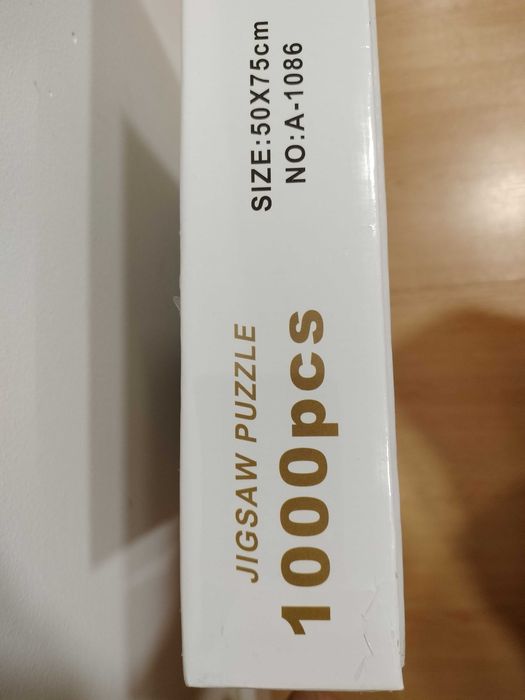 JIGSAW PUZZLE
1000pcs
SIZE:50X75cm
NO:A-1086